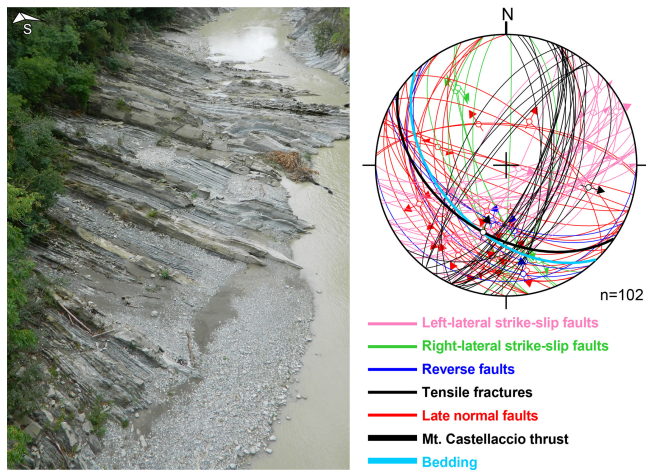 S
N
n=102
Left-lateral strike-slip faults
Right-lateral strike-slip faults
Reverse faults
Tensile fractures
Late normal faults
Mt. Castellaccio thrust
Bedding